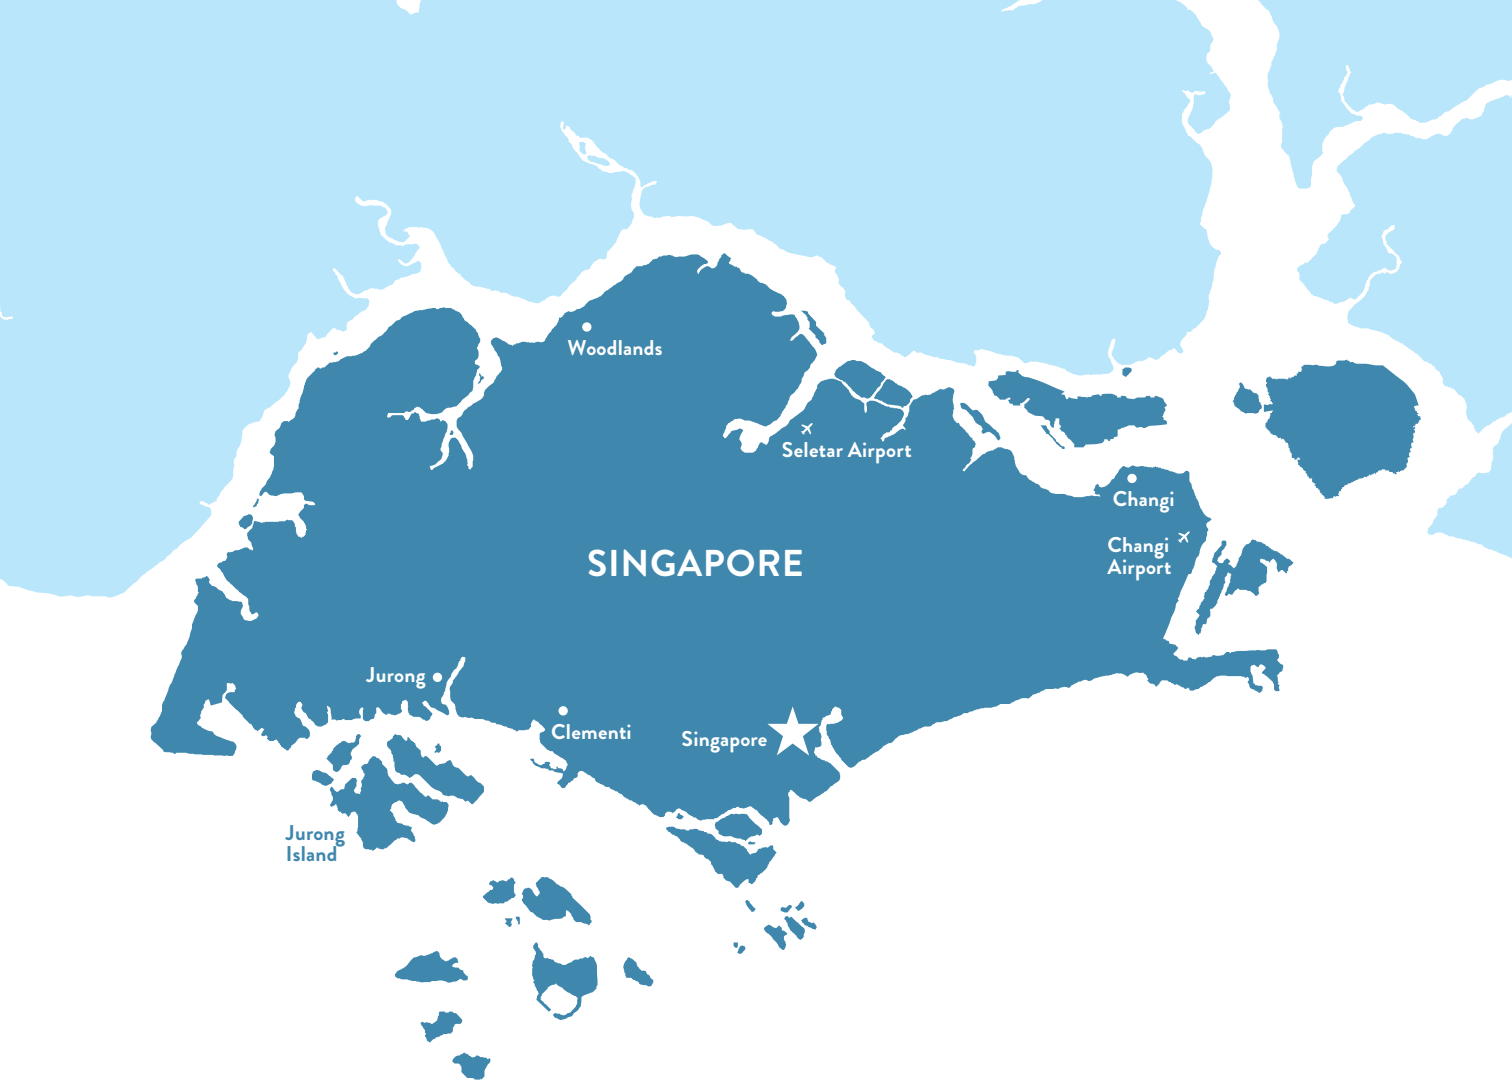 Woodlands
Seletar Airport
Changi
Changi
Airport
SINGAPORE
Jurong
Clementi
Singapore
Jurong
Island